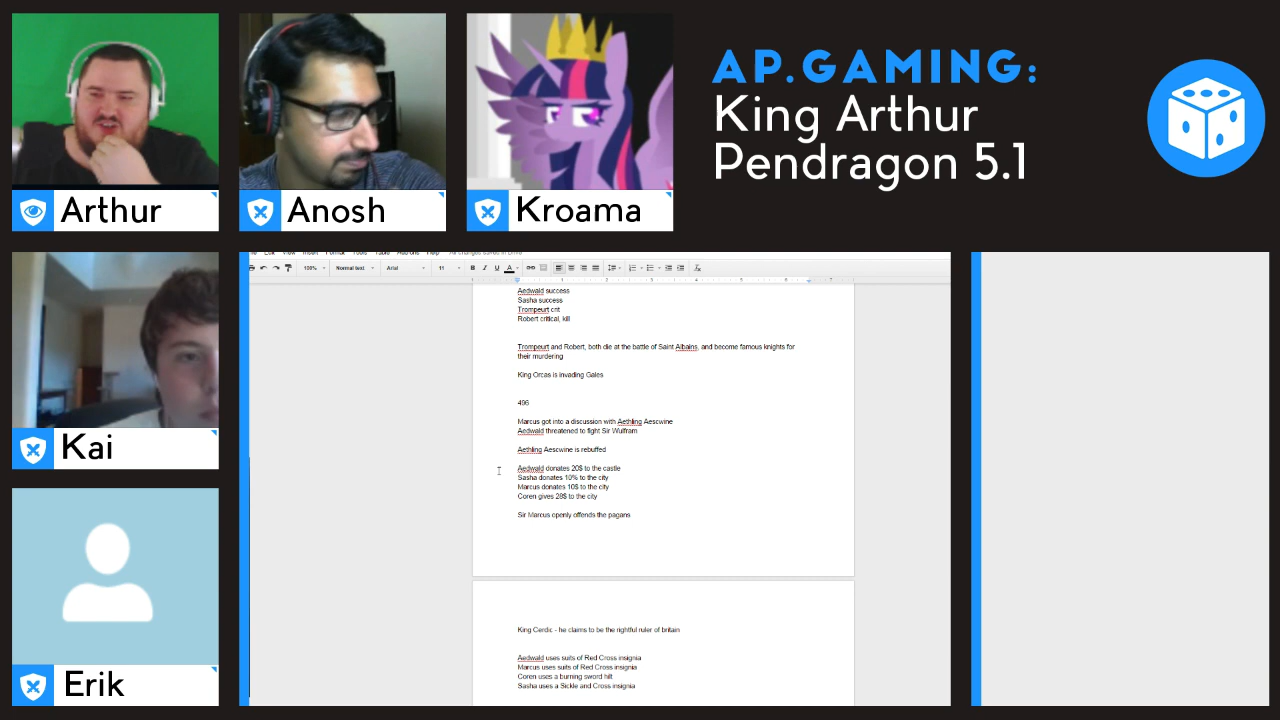 AP.GAMING:
King Arthur
Pendragon 5.1
Arthur
Anosh
Kroama
Kai
Erik
100%
Normal text
Arial
11
B I U A
Aedwald success
Sasha success
Trompeurt crit
Robert critical, kill
Trompeurt and Robert, both die at the battle of Saint Albains, and become famous knights for
their murdering
King Orcas is invading Gales
496
Marcus got into a discussion with Aethling Aescwine
Aedwald threatened to fight Sir Wulfram
Aethling Aescwine is rebuffed
Aedwald donates 20$ to the castle
Sasha donates 10% to the city
Marcus donates 10$ to the city
Coren gives 28$ to the city
Sir Marcus openly offends the pagans
King Cerdic - he claims to be the rightful ruler of britain
Aedwald uses suits of Red Cross insignia
Marcus uses suits of Red Cross insignia
Coren uses a burning sword hilt
Sasha uses a Sickle and Cross insignia